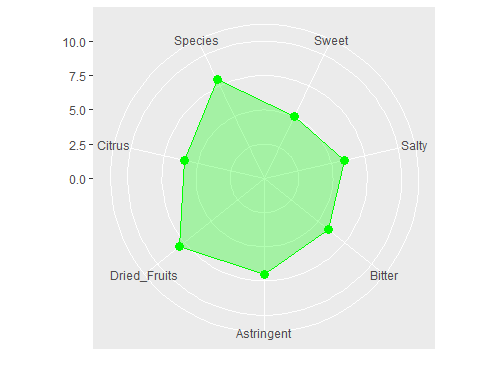 Species
Sweet
10.0
7.5
5.0
2.5
0.0
Citrus
Salty
Dried_Fruits
Bitter
Astringent